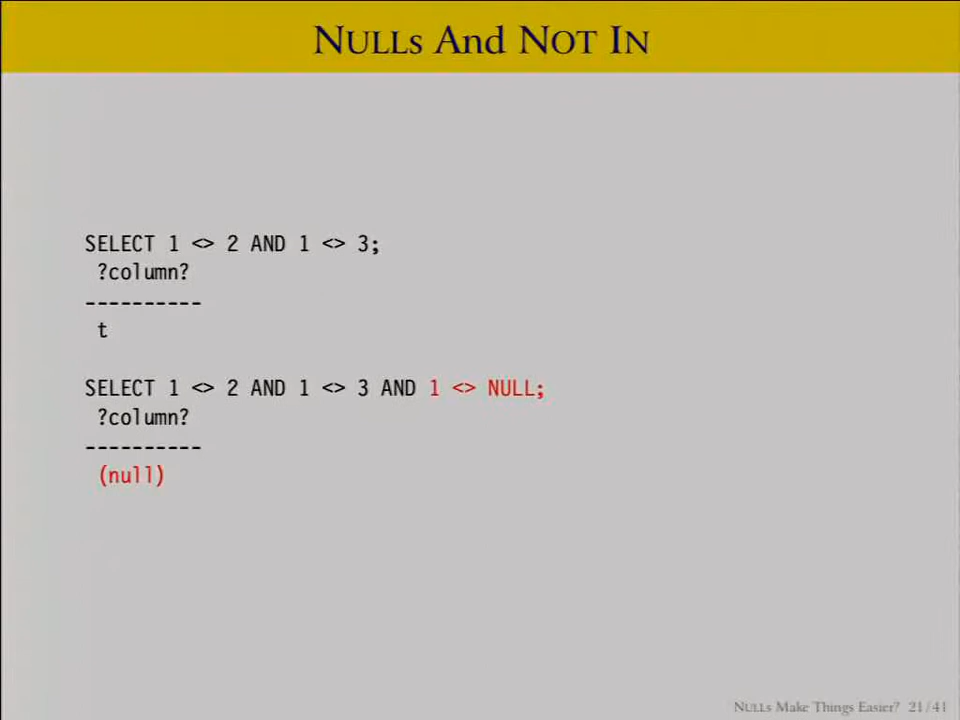 NULLs And NOT IN
SELECT 1 <> 2 AND 1 <> 3;
?column?
----------
t
SELECT 1 <> 2 AND 1 <> 3 AND 1 <> NULL;
?column?
----------
(null)
NULLs Make Things Easier? 21/41